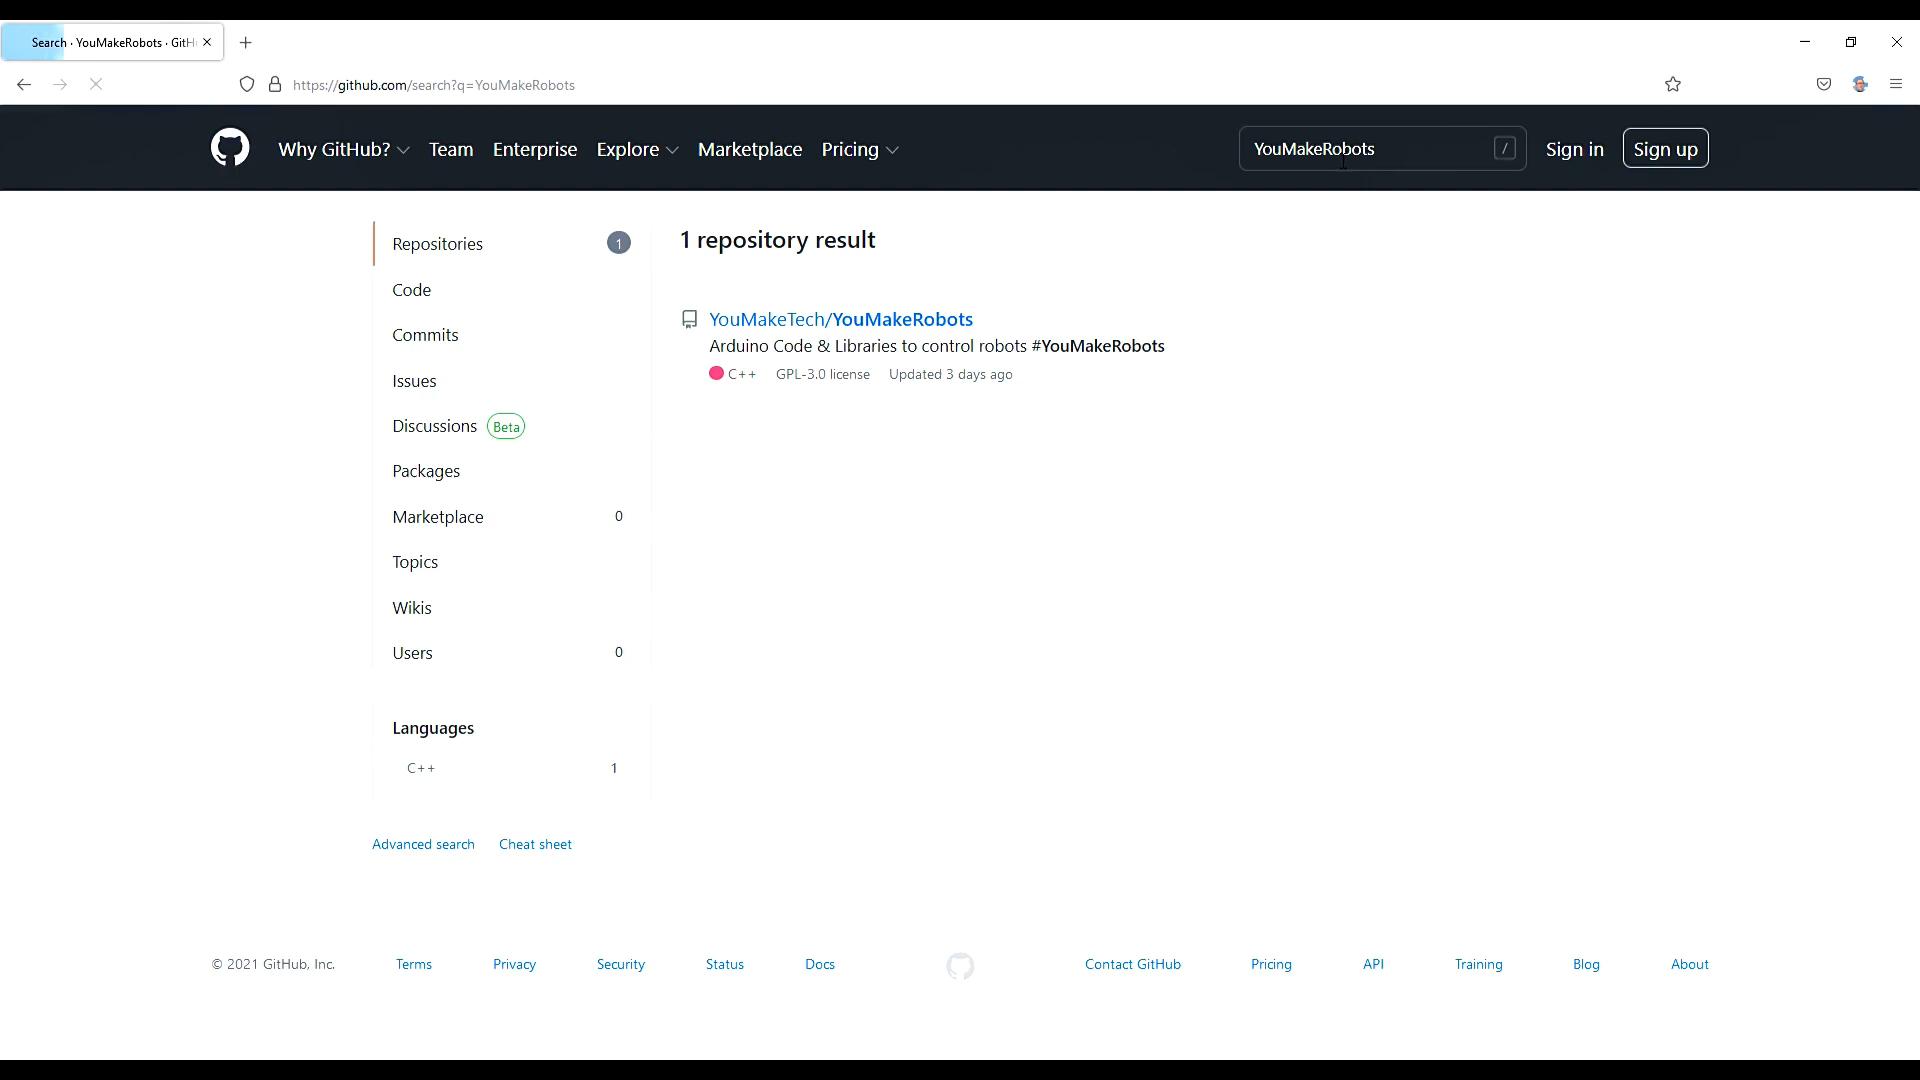 Search · YouMakeRobots · GitH
https://github.com/search?q=YouMakeRobots
Why GitHub? Team Enterprise Explore Marketplace Pricing YouMakeRobots / Sign in Sign up
Repositories 1
Code
Commits
Issues
Discussions Beta
Packages
Marketplace 0
Topics
Wikis
Users 0
Languages
C++ 1
Advanced search Cheat sheet
1 repository result
YouMakeTech/YouMakeRobots
Arduino Code & Libraries to control robots #YouMakeRobots
C++ GPL-3.0 license Updated 3 days ago
© 2021 GitHub, Inc. Terms Privacy Security Status Docs Contact GitHub Pricing API Training Blog About